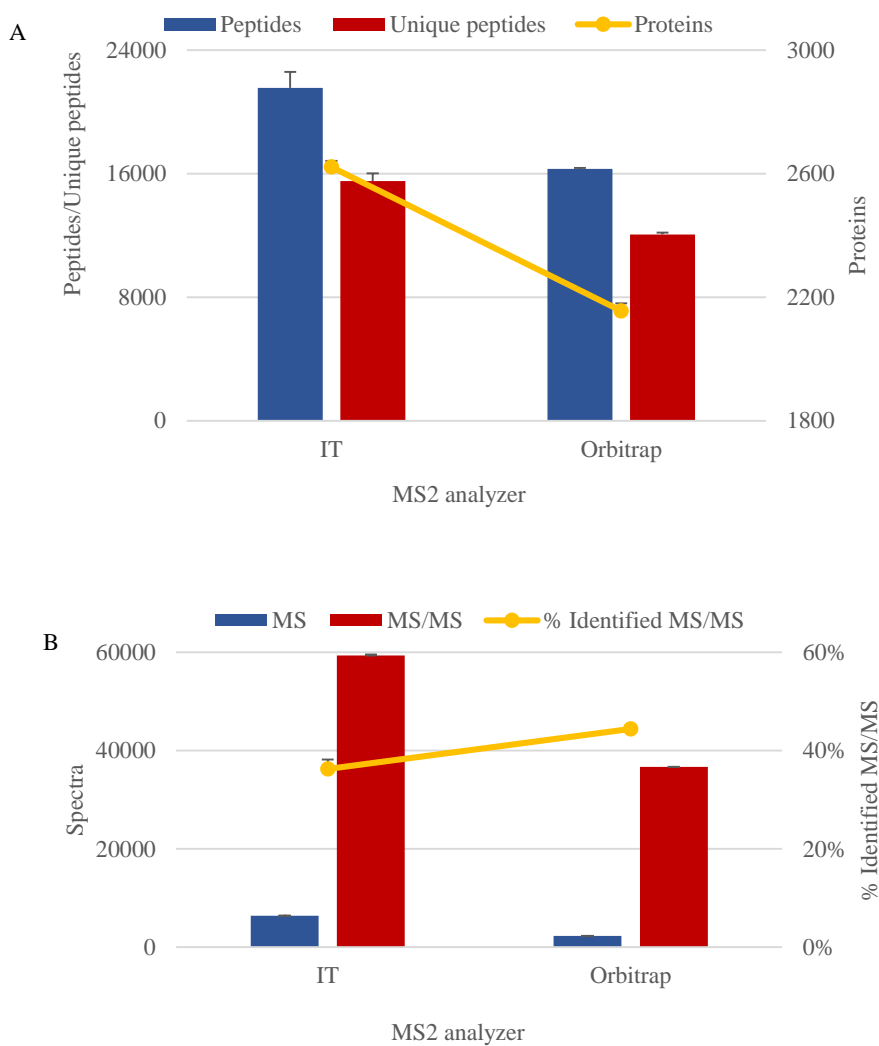 A
Peptides Unique peptides Proteins
24000 3000
16000 2600
8000 2200
0 1800
Peptides/Unique peptides
Proteins
IT Orbitrap
MS2 analyzer
B
MS MS/MS % Identified MS/MS
60000 60%
40000 40%
20000 20%
0 0%
Spectra
% Identified MS/MS
IT Orbitrap
MS2 analyzer